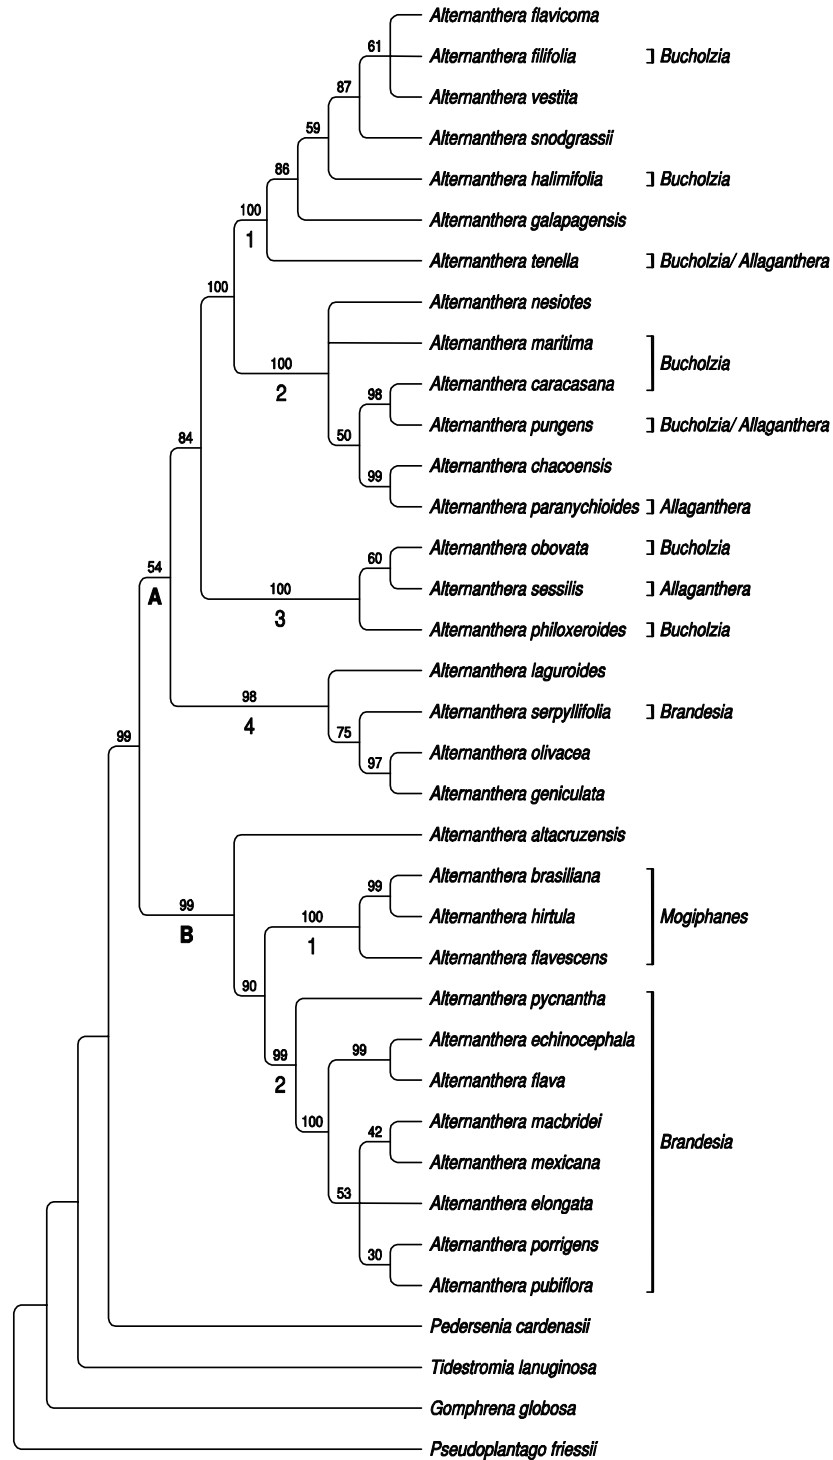 Alternanthera flavicoma
61
Alternanthera filifolia ] Bucholzia
87
Alternanthera vestita
59
Alternanthera snodgrassii
86
Alternanthera halimifolia ] Bucholzia
100
Alternanthera galapagensis
1
Alternanthera tenella ] Bucholzia/ Allaganthera
100
Alternanthera nesiotes
Alternanthera maritima
100
Bucholzia
2
Alternanthera caracasana
98
Alternanthera pungens ] Bucholzia/ Allaganthera
84
50
Alternanthera chacoensis
99
Alternanthera paranychioides ] Allaganthera
Alternanthera obovata ] Bucholzia
60
54
A
100
Alternanthera sessilis ] Allaganthera
3
Alternanthera philoxeroides ] Bucholzia
Alternanthera laguroides
98
4
Alternanthera serpyllifolia ] Brandesia
99
75
Alternanthera olivacea
97
Alternanthera geniculata
Alternanthera altacruzensis
Alternanthera brasiliana
99
99
B
100
Alternanthera hirtula
Mogiphanes
1
Alternanthera flavescens
90
Alternanthera pycnantha
Alternanthera echinocephala
99
99
2
Alternanthera flava
100
Alternanthera macbridei
42
Brandesia
Alternanthera mexicana
53
Alternanthera elongata
Alternanthera porrigens
30
Alternanthera pubiflora
Pedersenia cardenasii
Tidestromia lanuginosa
Gomphrena globosa
Pseudoplantago friessii